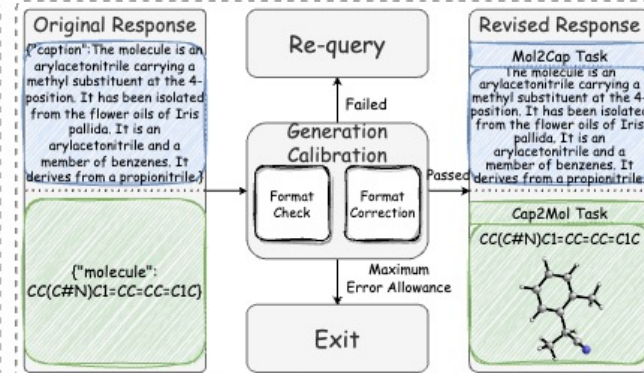 Original Response
{"caption":The molecule is an
arylacetonitrile carrying a
methyl substituent at the 4-
position. It has been isolated
from the flower oils of Iris
pallida. It is an
arylacetonitrile and a
member of benzenes. It
derives from a propionitrile.}
{"molecule":
CC(C#N)C1=CC=CC=C1C}
Re-query
Failed
Generation
Calibration
Format
Check
Format
Correction
Passed
Maximum
Error Allowance
Exit
Revised Response
Mol2Cap Task
The molecule is an
arylacetonitrile carrying a
methyl substituent at the 4-
position. It has been isolated
from the flower oils of Iris
pallida. It is an
arylacetonitrile and a
member of benzenes. It
derives from a propionitrile.
Cap2Mol Task
CC(C#N)C1=CC=CC=C1C